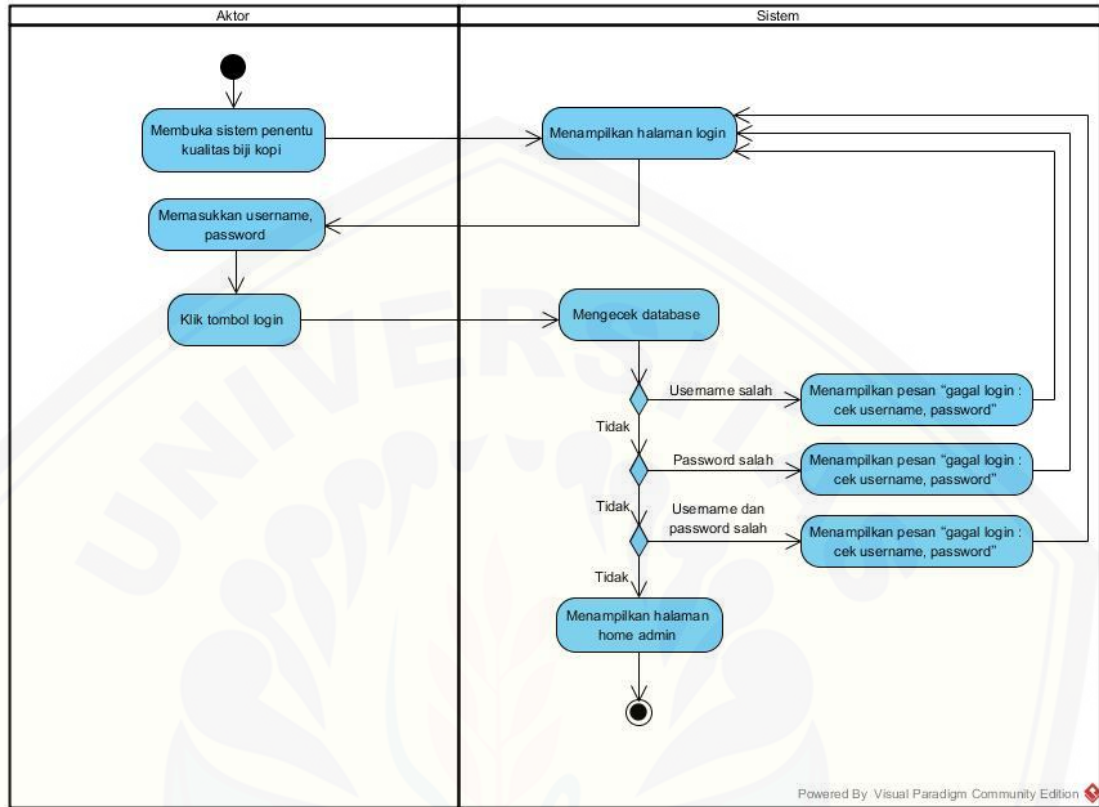 Aktor
Sistem
Membuka sistem penentu
kualitas biji kopi
Menampilkan halaman login
Memasukkan username,
password
Klik tombol login
Mengecek database
Username salah
Menampilkan pesan “gagal login :
cek username, password”
Tidak
Password salah
Menampilkan pesan “gagal login :
cek username, password”
Tidak
Username dan
password salah
Menampilkan pesan “gagal login :
cek username, password”
Tidak
Menampilkan halaman
home admin
UNIVERSITAS
Powered By Visual Paradigm Community Edition